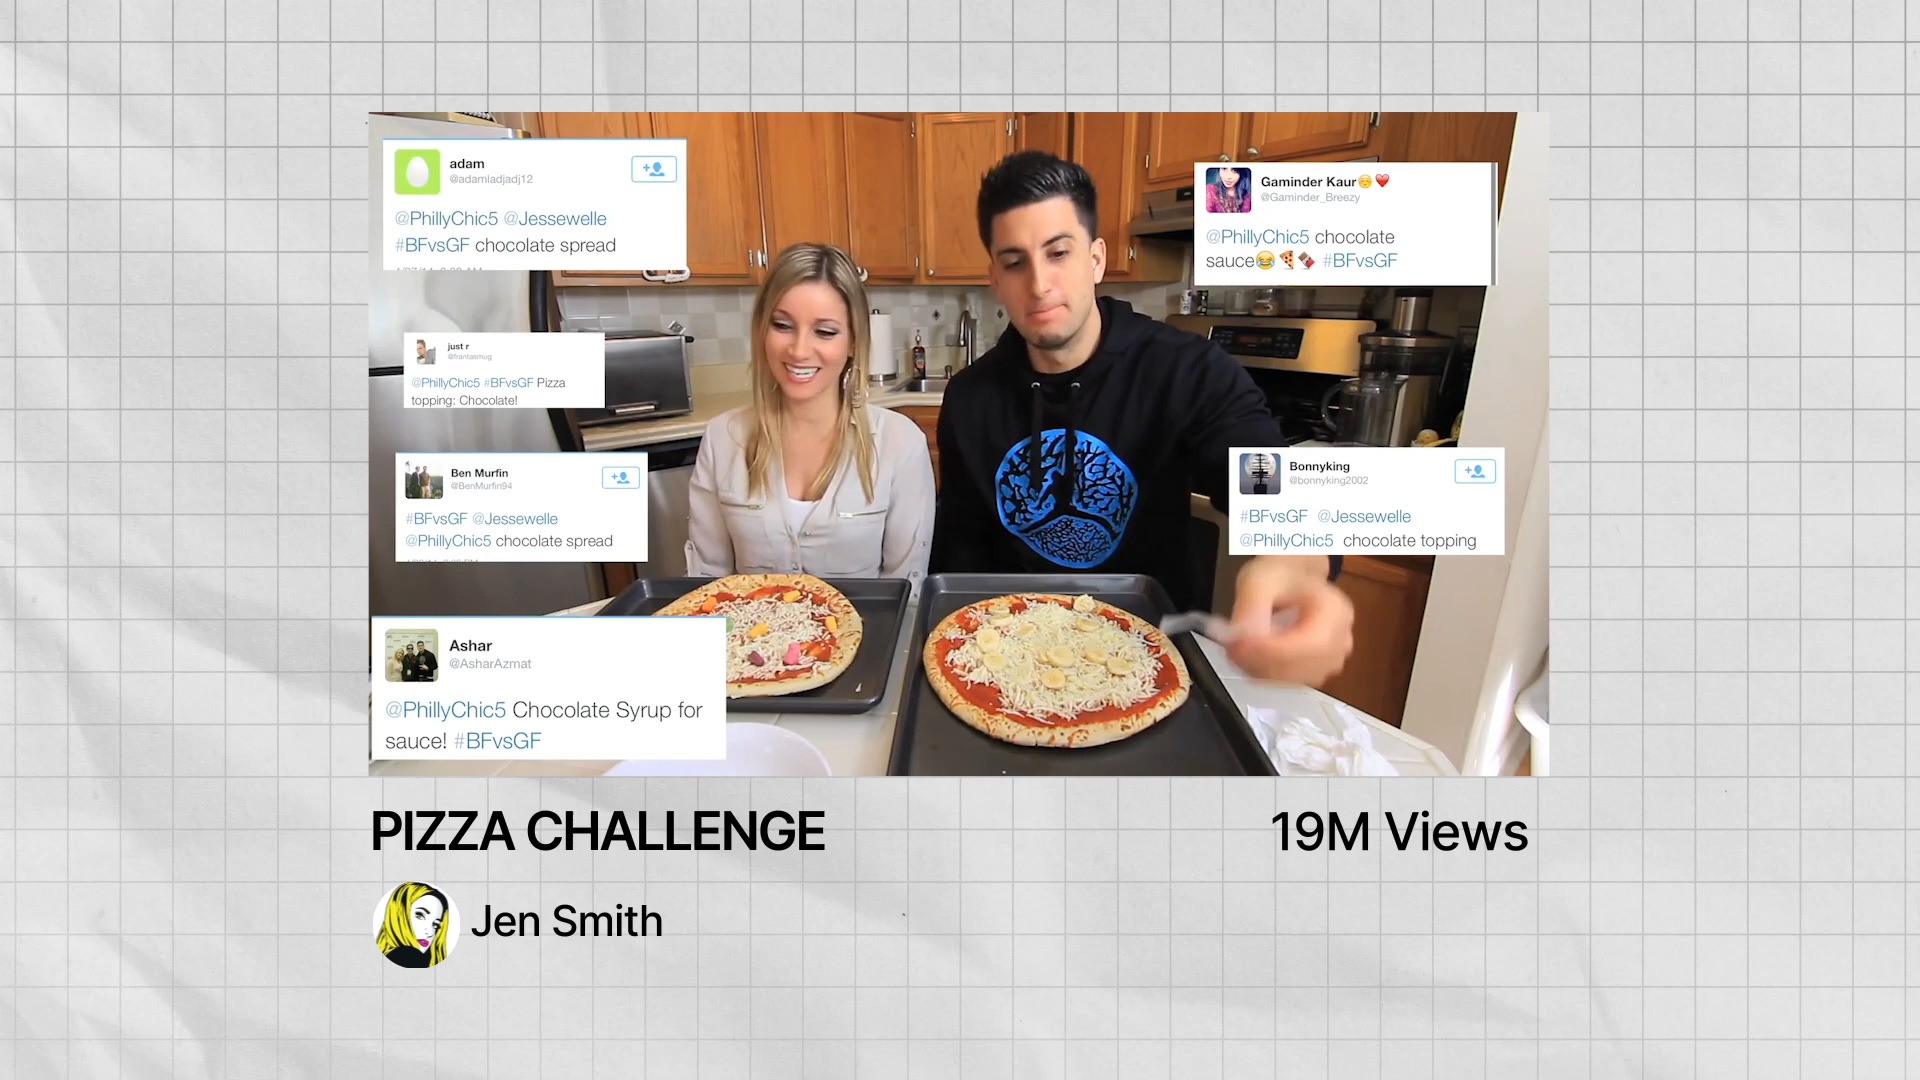 adam
@adamladjadj12
@PhillyChic5 @Jessewelle
#BFvsGF chocolate spread
Gaminder Kaur☺️❤️
@Gaminder_Breezy
@PhillyChic5 chocolate
sauce😂🍕🍫 #BFvsGF
just r
@frantasmug
@PhillyChic5 #BFvsGF Pizza
topping: Chocolate!
Ben Murfin
@BenMurfin94
#BFvsGF @Jessewelle
@PhillyChic5 chocolate spread
Bonnyking
@bonnyking2002
#BFvsGF @Jessewelle
@PhillyChic5 chocolate topping
Ashar
@AsharAzmat
@PhillyChic5 Chocolate Syrup for
sauce! #BFvsGF
PIZZA CHALLENGE
19M Views
Jen Smith